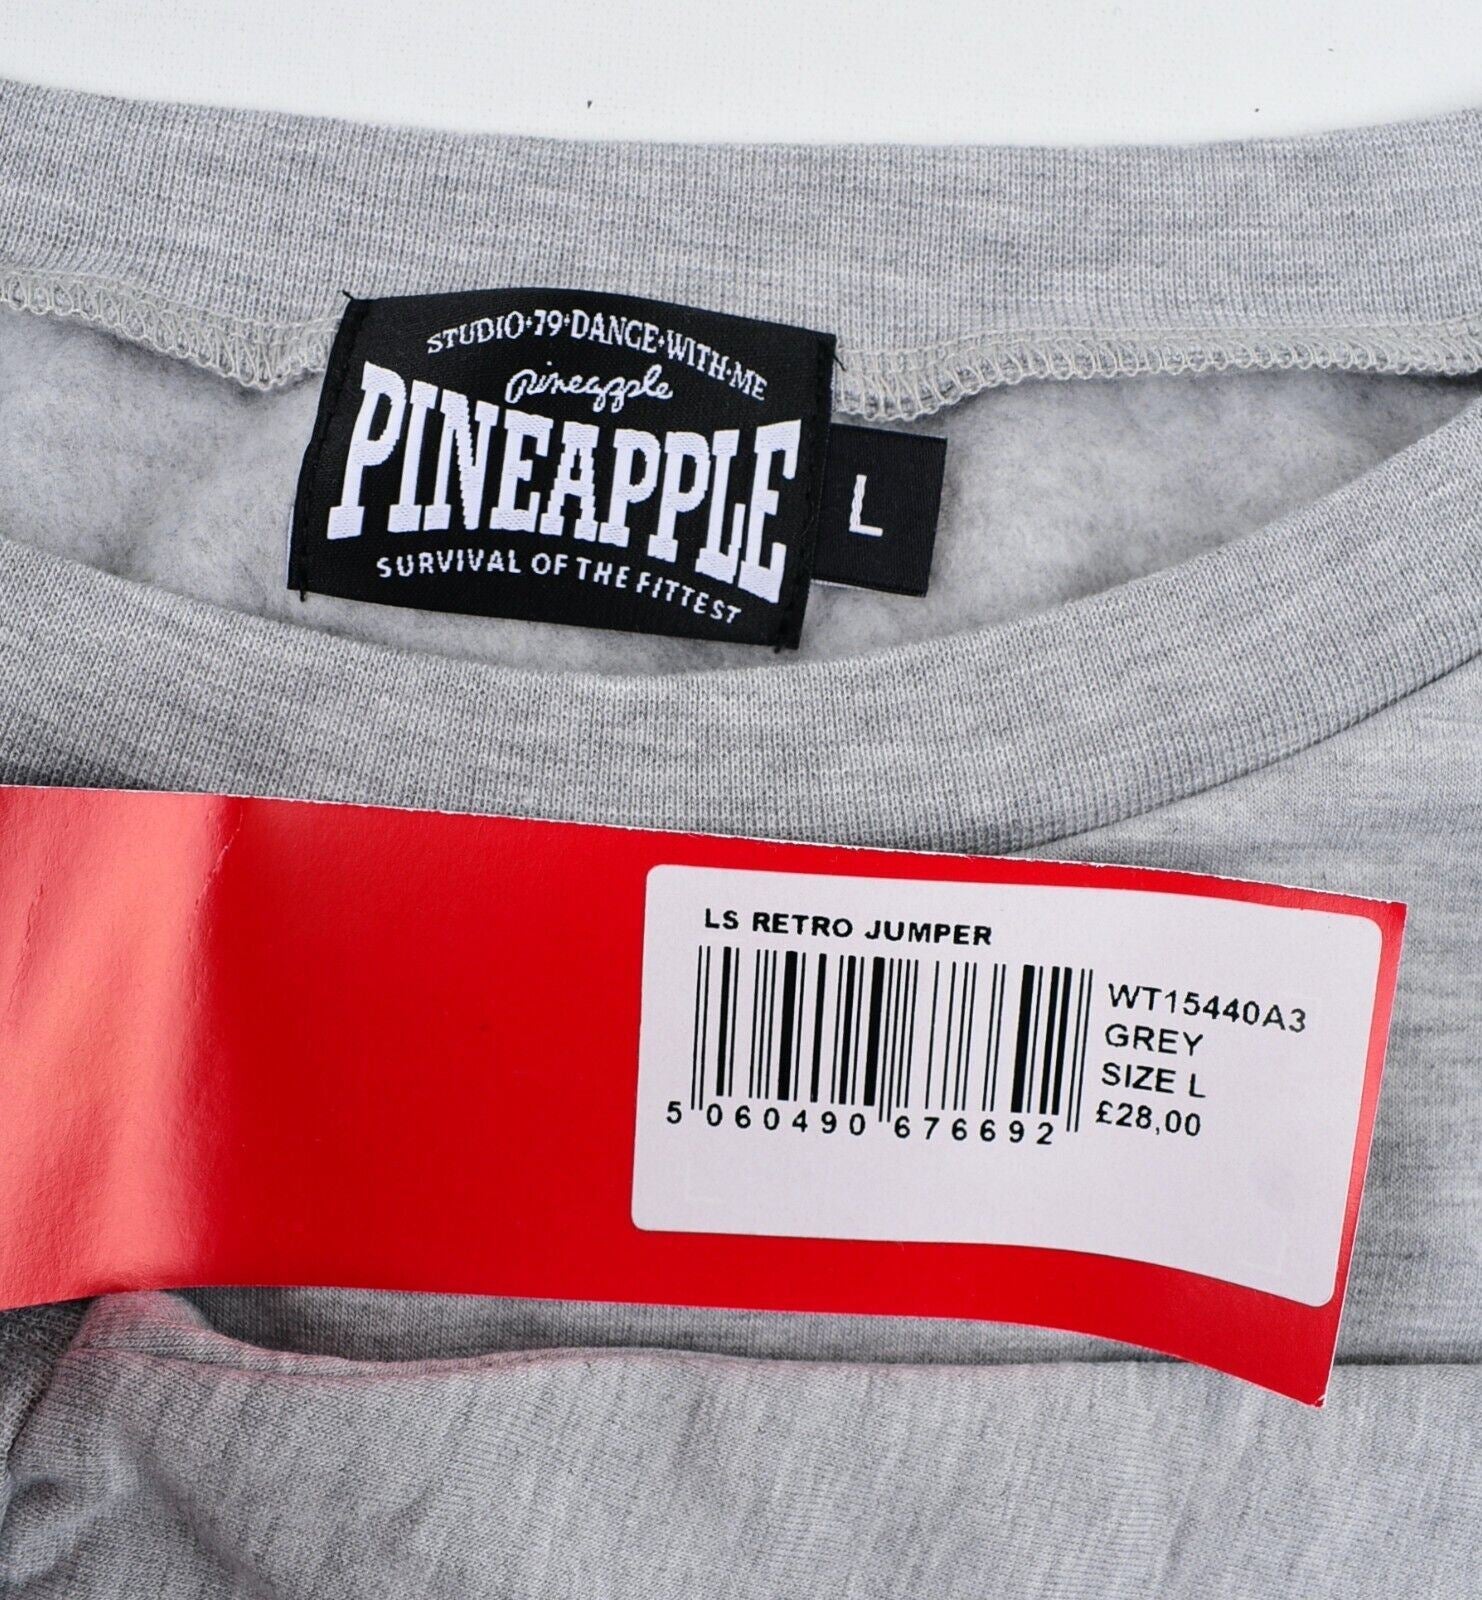 STUDIO·79·DANCE·WITH·ME
pineapple
PINEAPPLE
SURVIVAL OF THE FITTEST
L
LS RETRO JUMPER
WT15440A3
GREY
SIZE L
£28,00
5 060490 676692